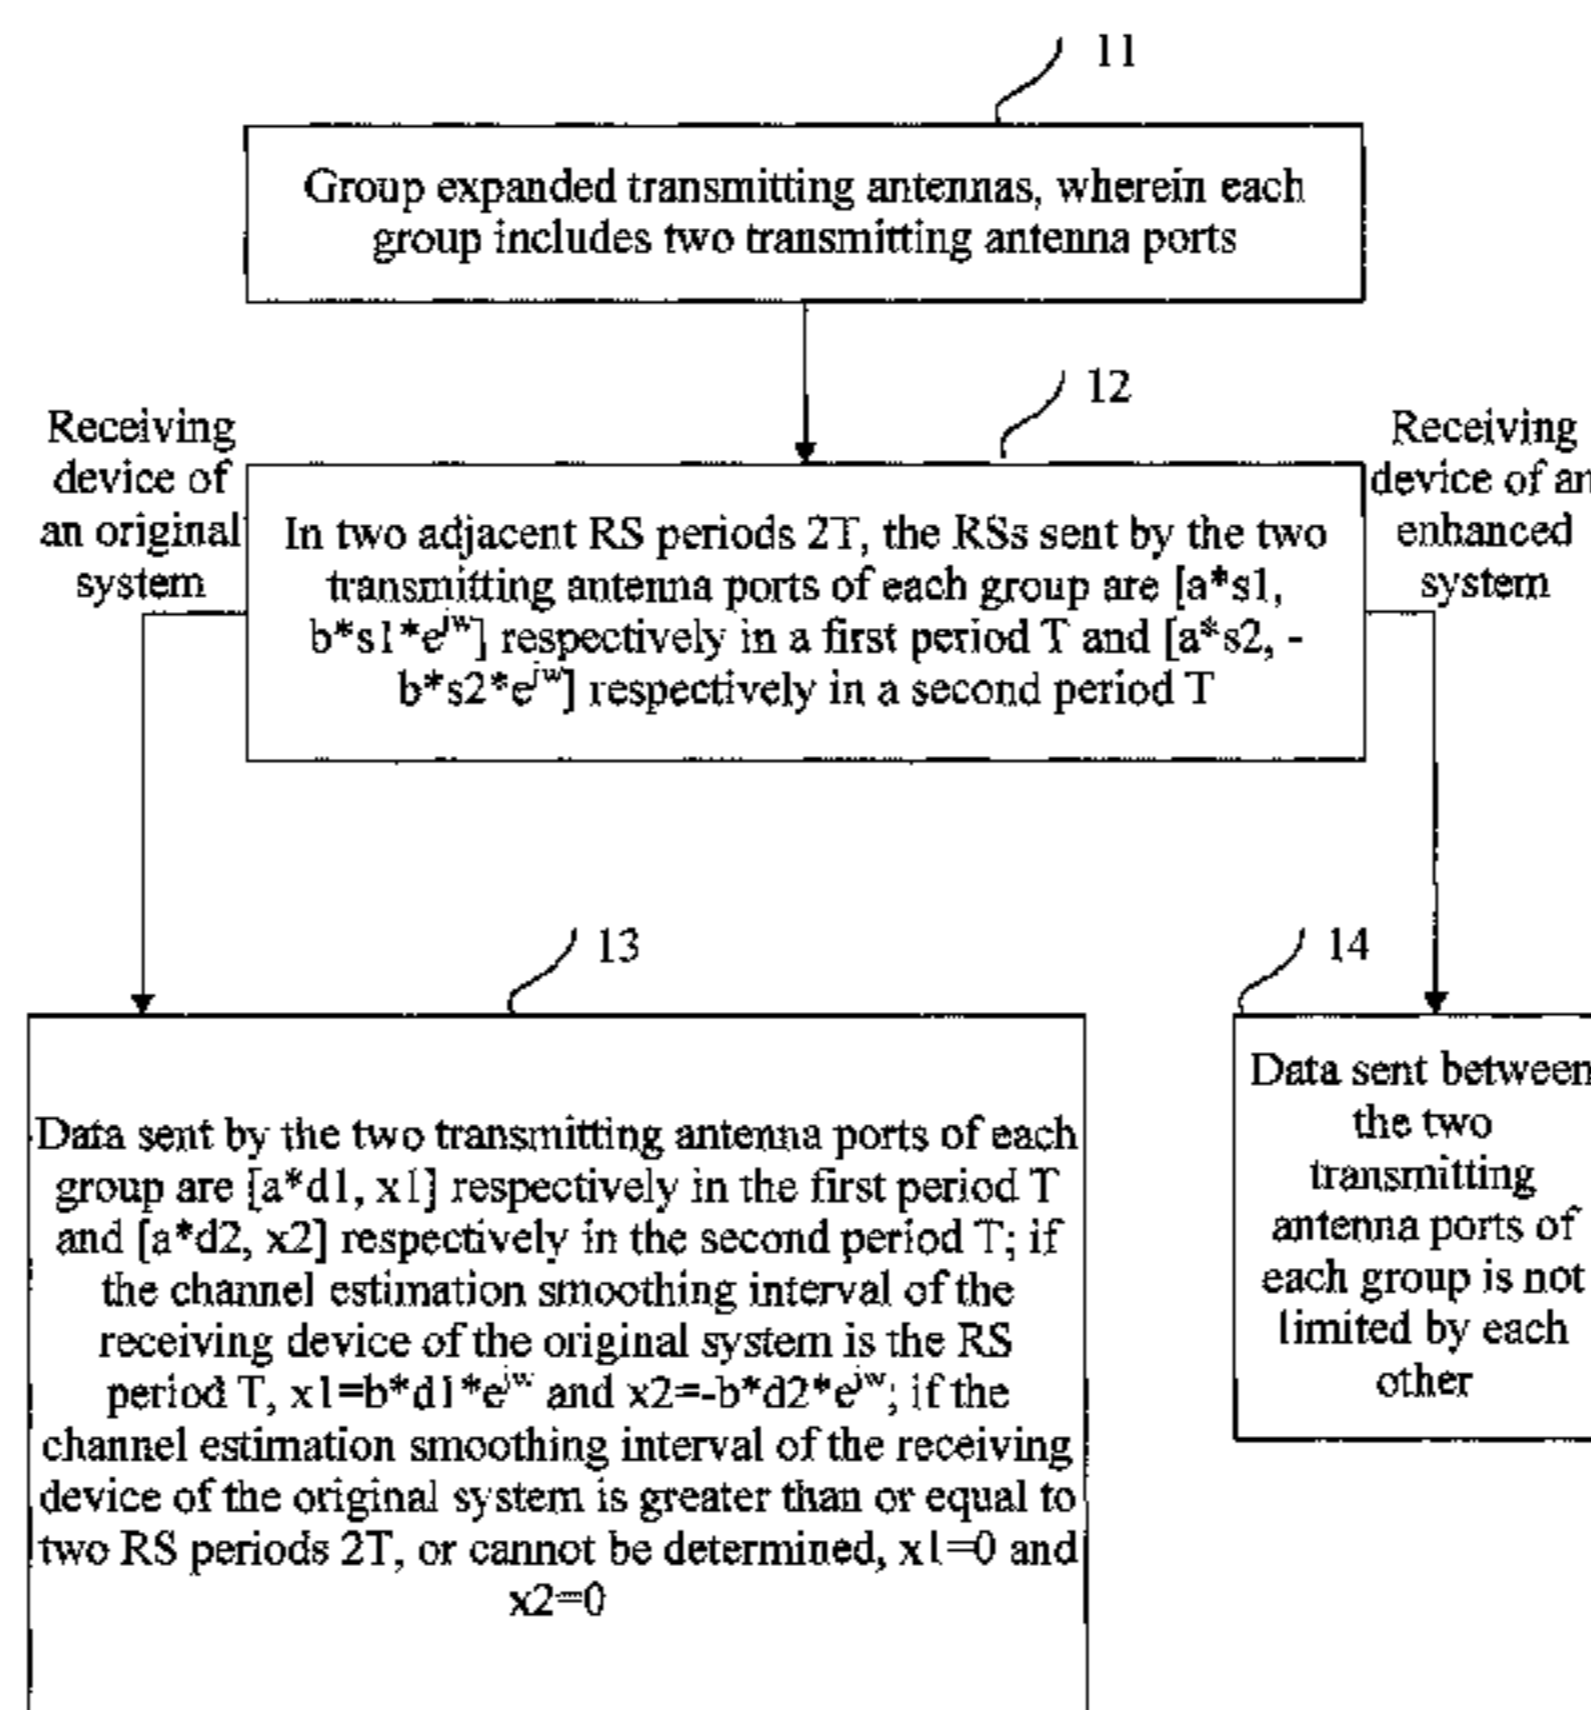 11
Group expanded transmitting antennas, wherein each
group includes two transmitting antenna ports
12
Receiving
device of
an original
system
Receiving
device of an
enhanced
system
In two adjacent RS periods 2T, the RSs sent by the two
transmitting antenna ports of each group are [a*s1,
b*s1*e^jw] respectively in a first period T and [a*s2, -
b*s2*e^jw] respectively in a second period T
13
14
Data sent by the two transmitting antenna ports of each
group are [a*d1, x1] respectively in the first period T
and [a*d2, x2] respectively in the second period T; if
the channel estimation smoothing interval of the
receiving device of the original system is the RS
period T, x1=b*d1*e^jw and x2=-b*d2*e^jw; if the
channel estimation smoothing interval of the receiving
device of the original system is greater than or equal to
two RS periods 2T, or cannot be determined, x1=0 and
x2=0
Data sent between
the two
transmitting
antenna ports of
each group is not
limited by each
other